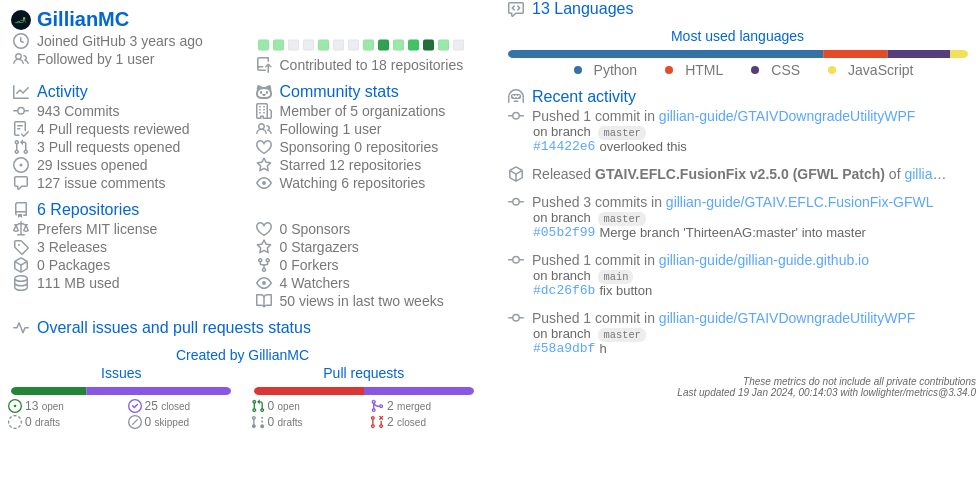 GillianMC
Joined GitHub 3 years ago
Followed by 1 user
Contributed to 18 repositories
Activity
943 Commits
4 Pull requests reviewed
3 Pull requests opened
29 Issues opened
127 issue comments
Community stats
Member of 5 organizations
Following 1 user
Sponsoring 0 repositories
Starred 12 repositories
Watching 6 repositories
6 Repositories
Prefers MIT license
3 Releases
0 Packages
111 MB used
0 Sponsors
0 Stargazers
0 Forkers
4 Watchers
50 views in last two weeks
Overall issues and pull requests status
Created by GillianMC
Issues
13 open
25 closed
0 drafts
0 skipped
Pull requests
0 open
2 merged
0 drafts
2 closed
13 Languages
Most used languages
Python HTML CSS JavaScript
Recent activity
Pushed 1 commit in gillian-guide/GTAIVDowngradeUtilityWPF
on branch master
#14422e6 overlooked this
Released GTAIV.EFLC.FusionFix v2.5.0 (GFWL Patch) of gillia…
Pushed 3 commits in gillian-guide/GTAIV.EFLC.FusionFix-GFWL
on branch master
#05b2f99 Merge branch 'ThirteenAG:master' into master
Pushed 1 commit in gillian-guide/gillian-guide.github.io
on branch main
#dc26f6b fix button
Pushed 1 commit in gillian-guide/GTAIVDowngradeUtilityWPF
on branch master
#58a9dbf h
These metrics do not include all private contributions
Last updated 19 Jan 2024, 00:14:03 with lowlighter/metrics@3.34.0